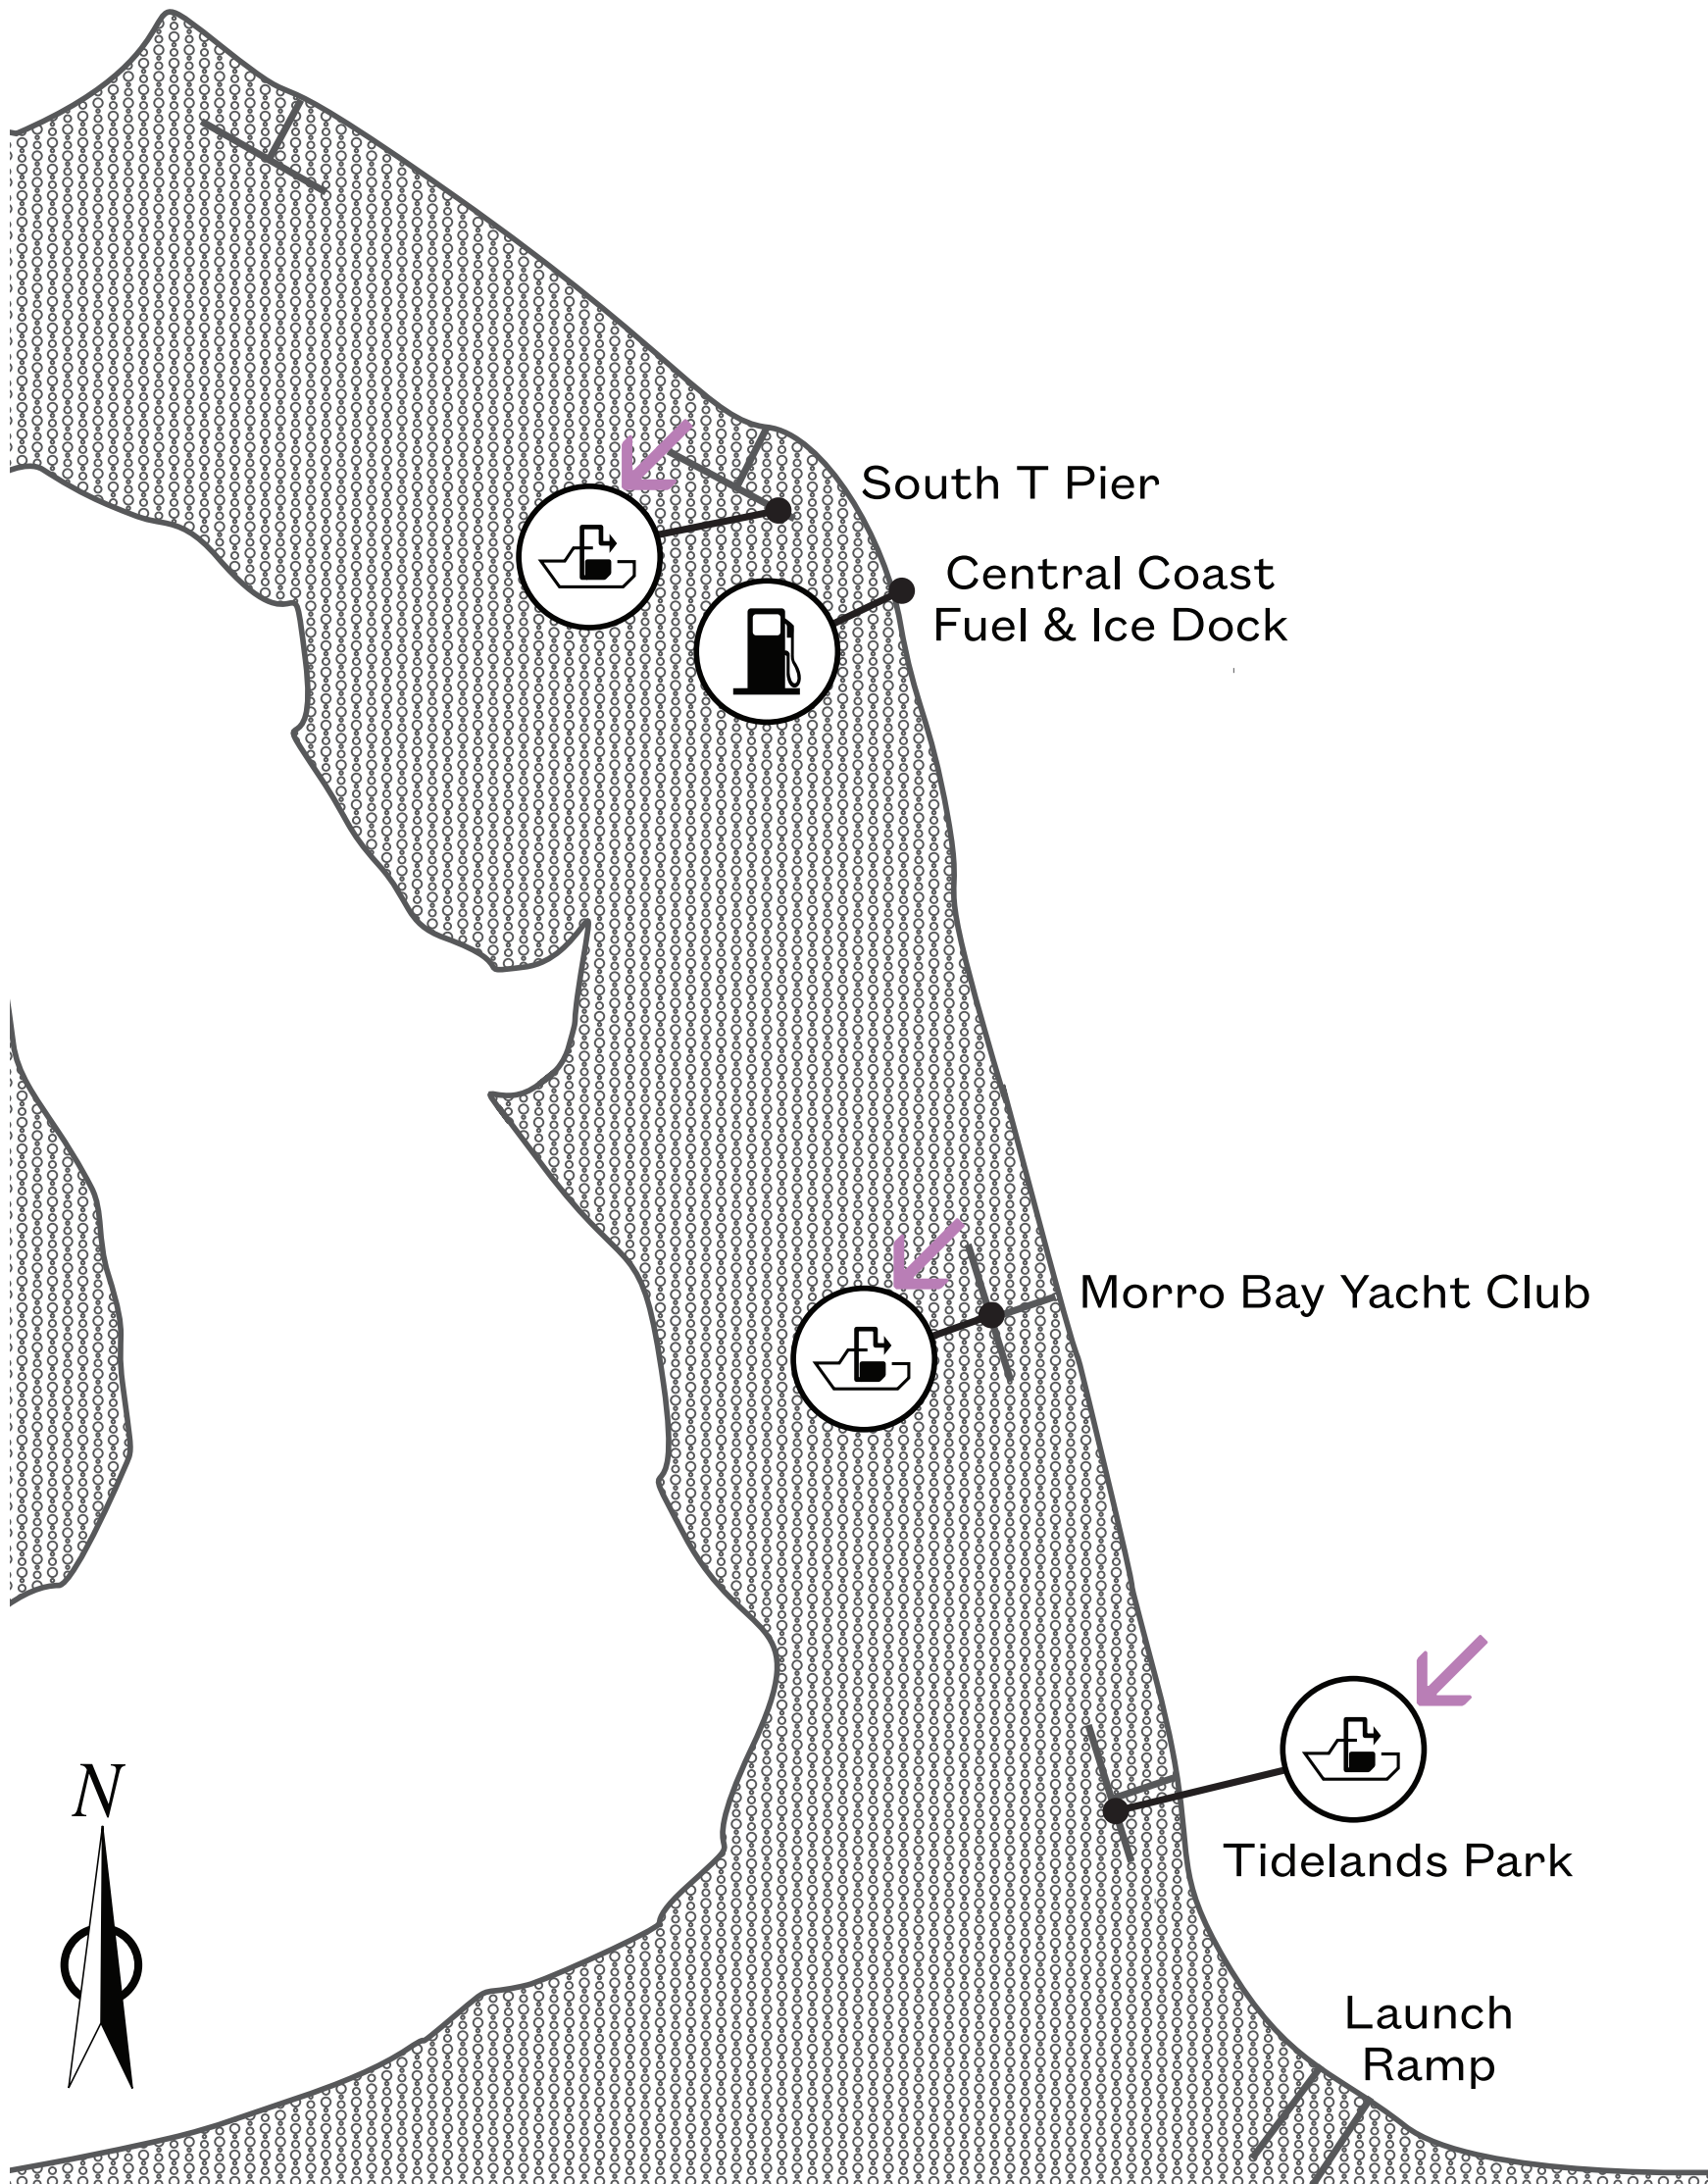 South T Pier
Central Coast
Fuel & Ice Dock
Morro Bay Yacht Club
Tidelands Park
N
Launch
Ramp